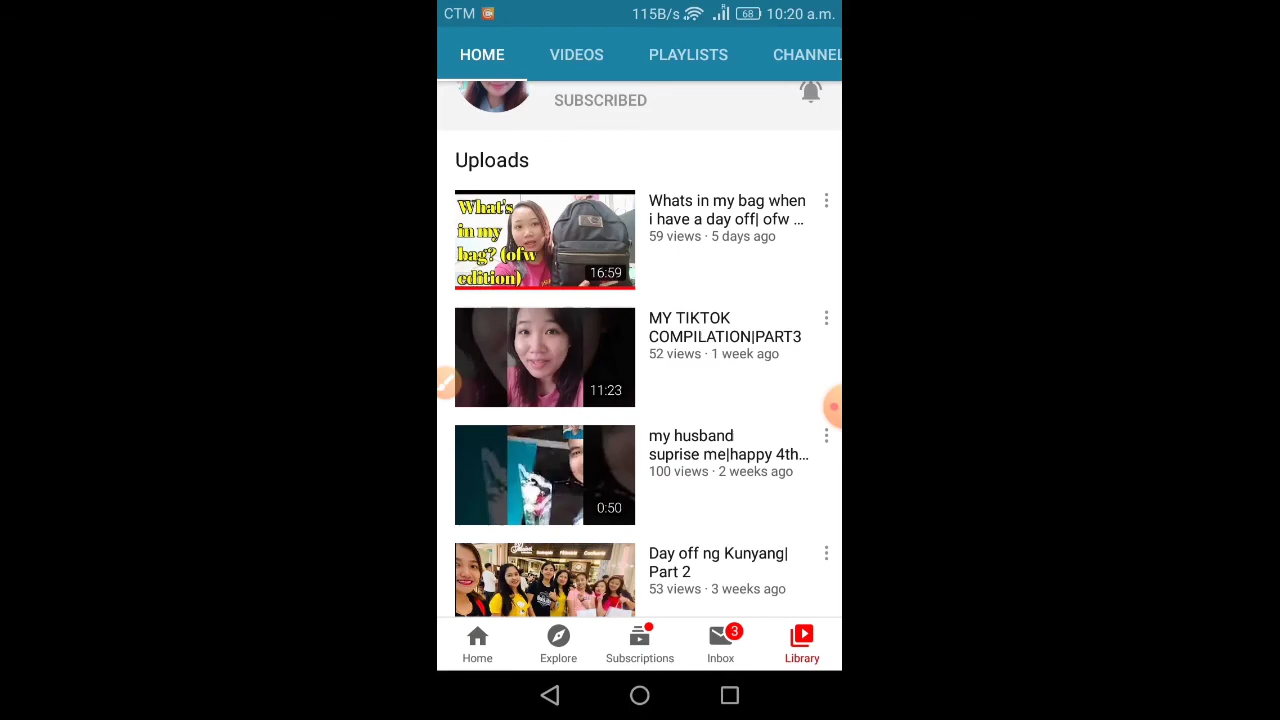 CTM 115B/s R 68 10:20 a.m.
HOME VIDEOS PLAYLISTS CHANNEL
SUBSCRIBED
Uploads
What's
in my
bag? (ofw
edition)
16:59
Whats in my bag when
i have a day off| ofw ...
59 views · 5 days ago
11:23
MY TIKTOK
COMPILATION|PART3
52 views · 1 week ago
0:50
my husband
suprise me|happy 4th...
100 views · 2 weeks ago
Day off ng Kunyang|
Part 2
53 views · 3 weeks ago
3
Home Explore Subscriptions Inbox Library